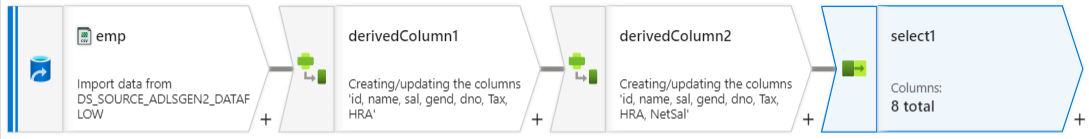 emp
Import data from
DS_SOURCE_ADLSGEN2_DATAF
LOW
derivedColumn1
Creating/updating the columns
'id, name, sal, gend, dno, Tax,
HRA'
derivedColumn2
Creating/updating the columns
'id, name, sal, gend, dno, Tax,
HRA, NetSal'
select1
Columns:
8 total